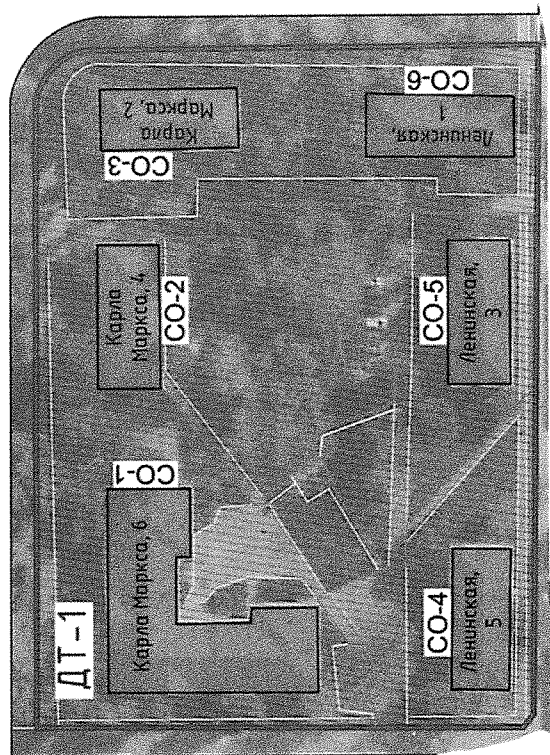 ДТ-1
Карла Маркса, 6
СО-1
Карла
Маркса, 4
СО-2
Карла
Маркса, 2
СО-3
СО-4
Ленинская,
5
СО-5
Ленинская,
3
СО-6
Ленинская,
1